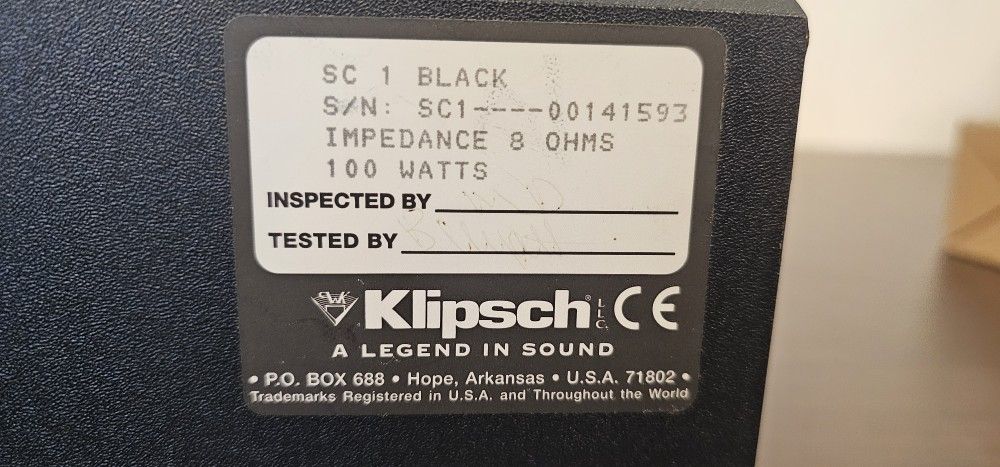 SC 1 BLACK
S/N: SC1----00141593
IMPEDANCE 8 OHMS
100 WATTS
INSPECTED BY
TESTED BY
PWK
Klipsch® LLC. CE
A LEGEND IN SOUND
• P.O. BOX 688 • Hope, Arkansas • U.S.A. 71802 •
Trademarks Registered in U.S.A. and Throughout the World